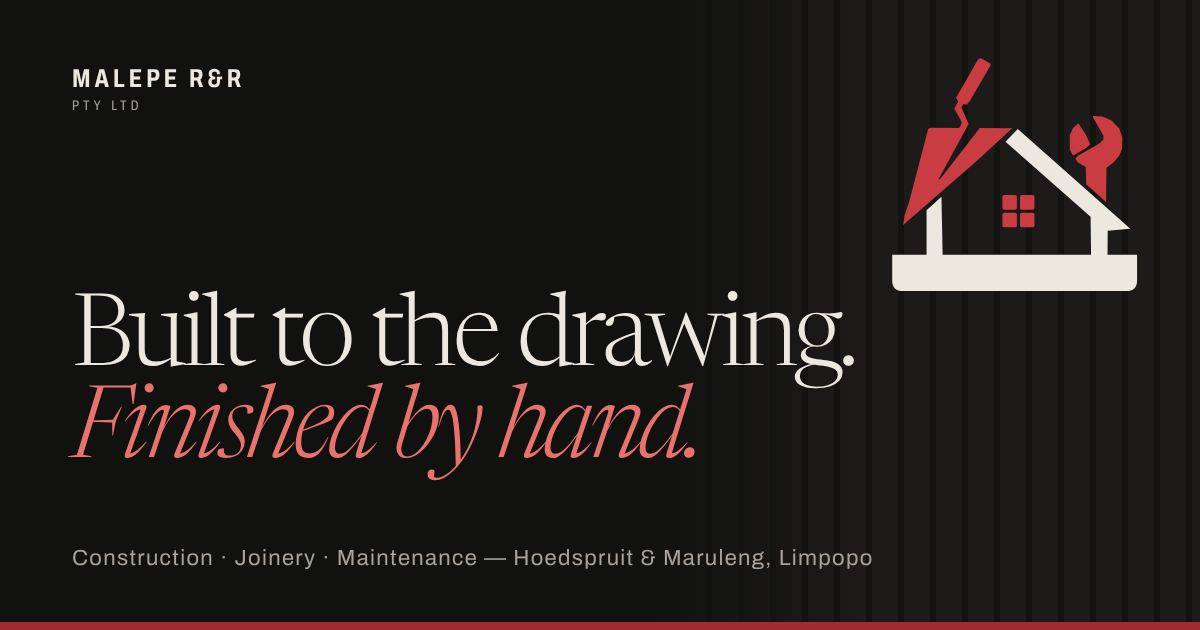 MALEPE R&R
PTY LTD
Built to the drawing.
Finished by hand.
Construction · Joinery · Maintenance — Hoedspruit & Maruleng, Limpopo